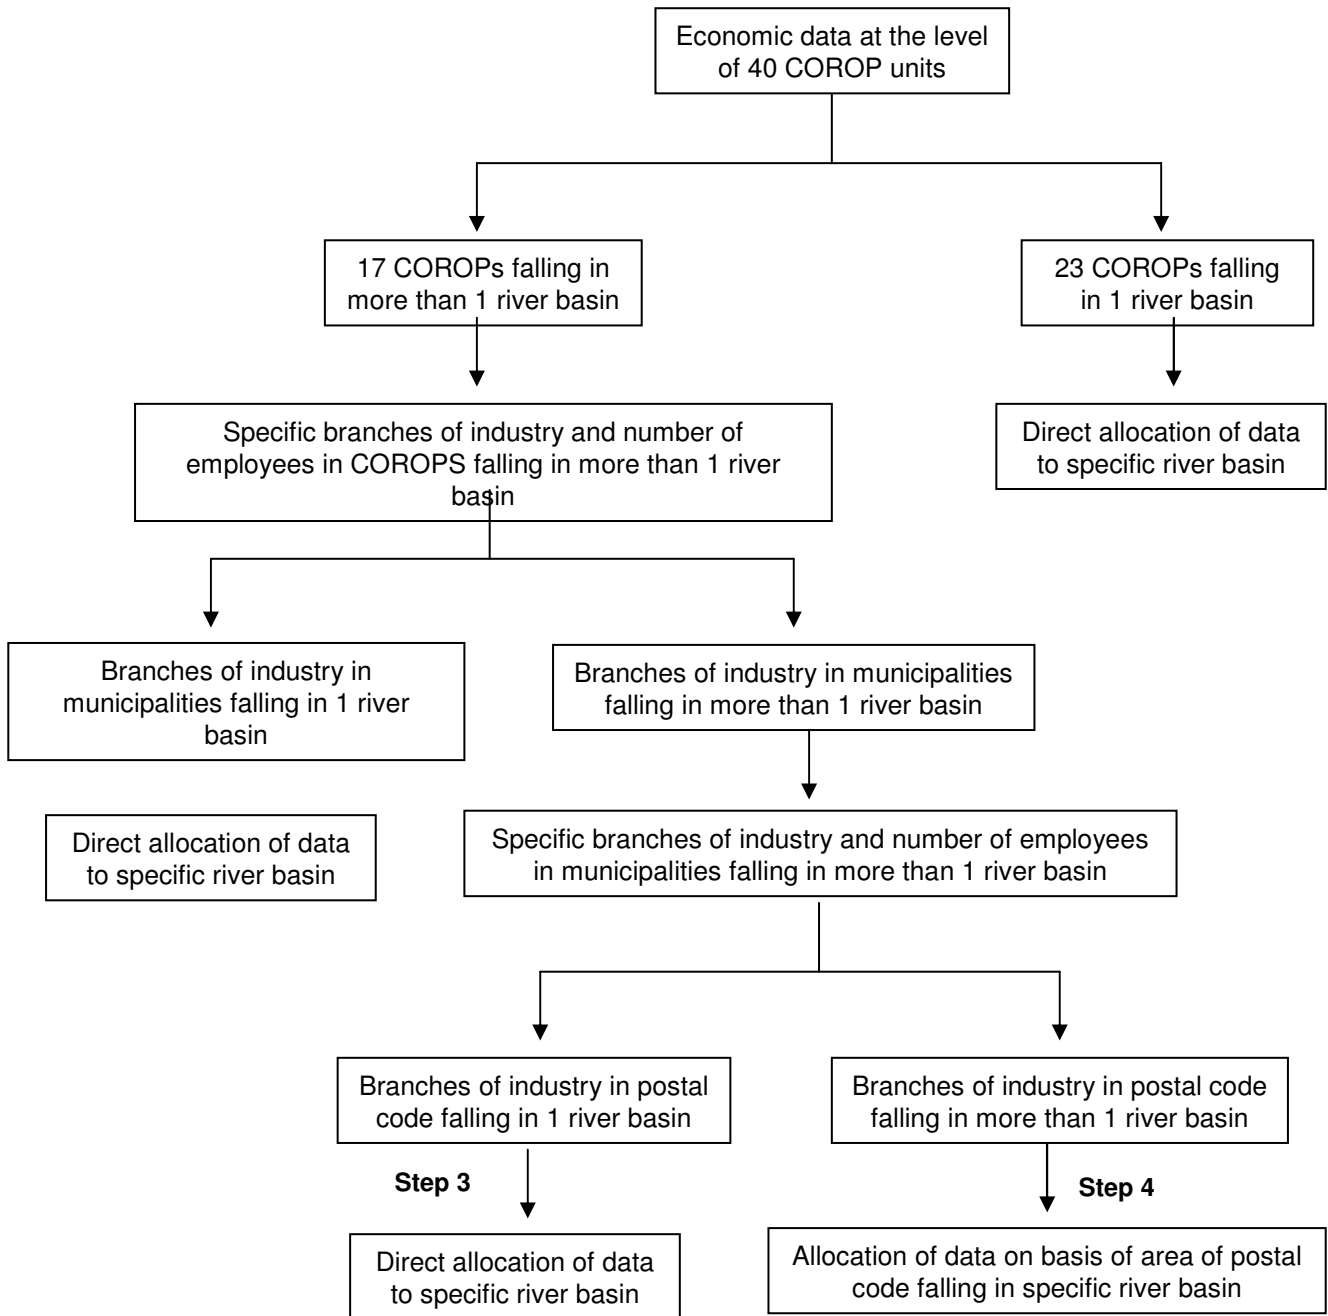 Economic data at the level
of 40 COROP units
17 COROPs falling in
more than 1 river basin
23 COROPs falling
in 1 river basin
Specific branches of industry and number of
employees in COROPS falling in more than 1 river
basin
Direct allocation of data
to specific river basin
Branches of industry in
municipalities falling in 1 river
basin
Branches of industry in municipalities
falling in more than 1 river basin
Direct allocation of data
to specific river basin
Specific branches of industry and number of employees
in municipalities falling in more than 1 river basin
Branches of industry in postal
code falling in 1 river basin
Branches of industry in postal code
falling in more than 1 river basin
Step 3
Step 4
Direct allocation of data
to specific river basin
Allocation of data on basis of area of postal
code falling in specific river basin